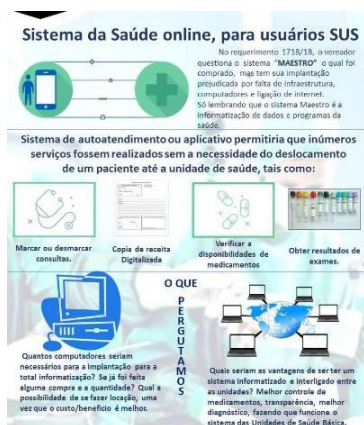 Sistema da Saúde online, para usuários SUS
No requerimento 1718/18, o vereador
questiona o sistema "MAESTRO" o qual foi
comprado, mas tem sua implantação
prejudicada por falta de infraestrutura,
computadores e ligação de internet.
Só lembrando que o sistema Maestro é a
informatização de dados e programas da
saúde.
Sistema de autoatendimento ou aplicativo permitiria que inúmeros
serviços fossem realizados sem a necessidade do deslocamento
de um paciente até a unidade de saúde, tais como:
Marcar ou desmarcar
consultas.
Copia de receita
Digitalizada
Verificar a
disponibilidades de
medicamentos
Obter resultados de
exames.
O QUE
PERGUTAMOS
Quantos computadores seriam
necessários para a implantação para a
total informatização? Se já foi feita
alguma compra e a quantidade? Qual a
possibilidade de se fazer locação, uma
vez que o custo/benefício é melhor.
Quais seriam as vantagens de ser ter um
sistema informatizado e interligado entre
as unidades? Melhor controle de
medicamentos, transparência, melhor
diagnóstico, fazendo que funcione o
sistema das Unidades de Saúde Básica.